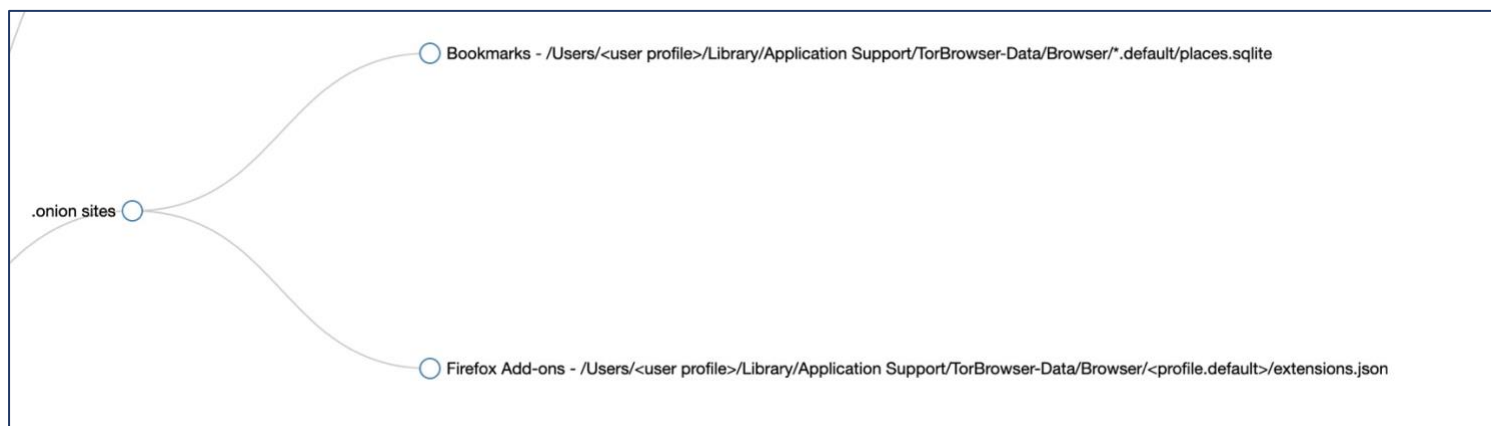 Bookmarks - /Users/<user profile>/Library/Application Support/TorBrowser-Data/Browser/*.default/places.sqlite
.onion sites
Firefox Add-ons - /Users/<user profile>/Library/Application Support/TorBrowser-Data/Browser/<profile.default>/extensions.json